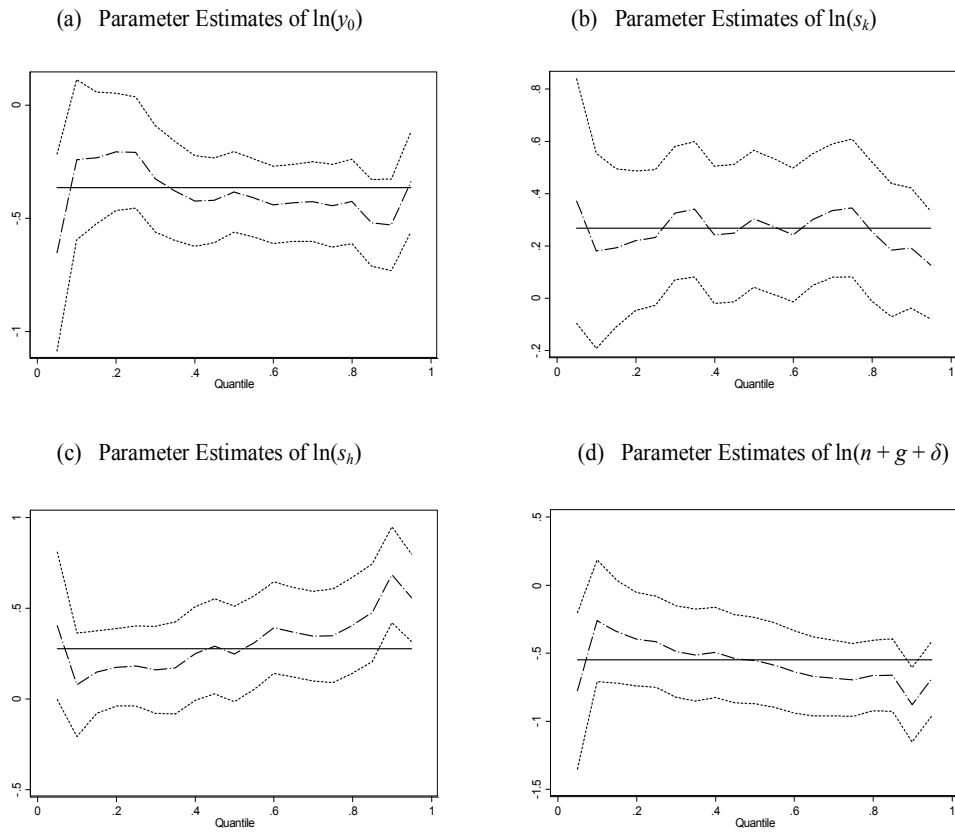 (a) Parameter Estimates of ln(y0)
(b) Parameter Estimates of ln(sk)
0
-.5
-1
0 .2 .4 .6 .8 1
Quantile
.8
.6
.4
.2
0
-.2
0 .2 .4 .6 .8 1
Quantile
(c) Parameter Estimates of ln(sh)
(d) Parameter Estimates of ln(n + g + δ)
1
.5
0
-.5
0 .2 .4 .6 .8 1
Quantile
.5
0
-.5
-1
-1.5
0 .2 .4 .6 .8 1
Quantile